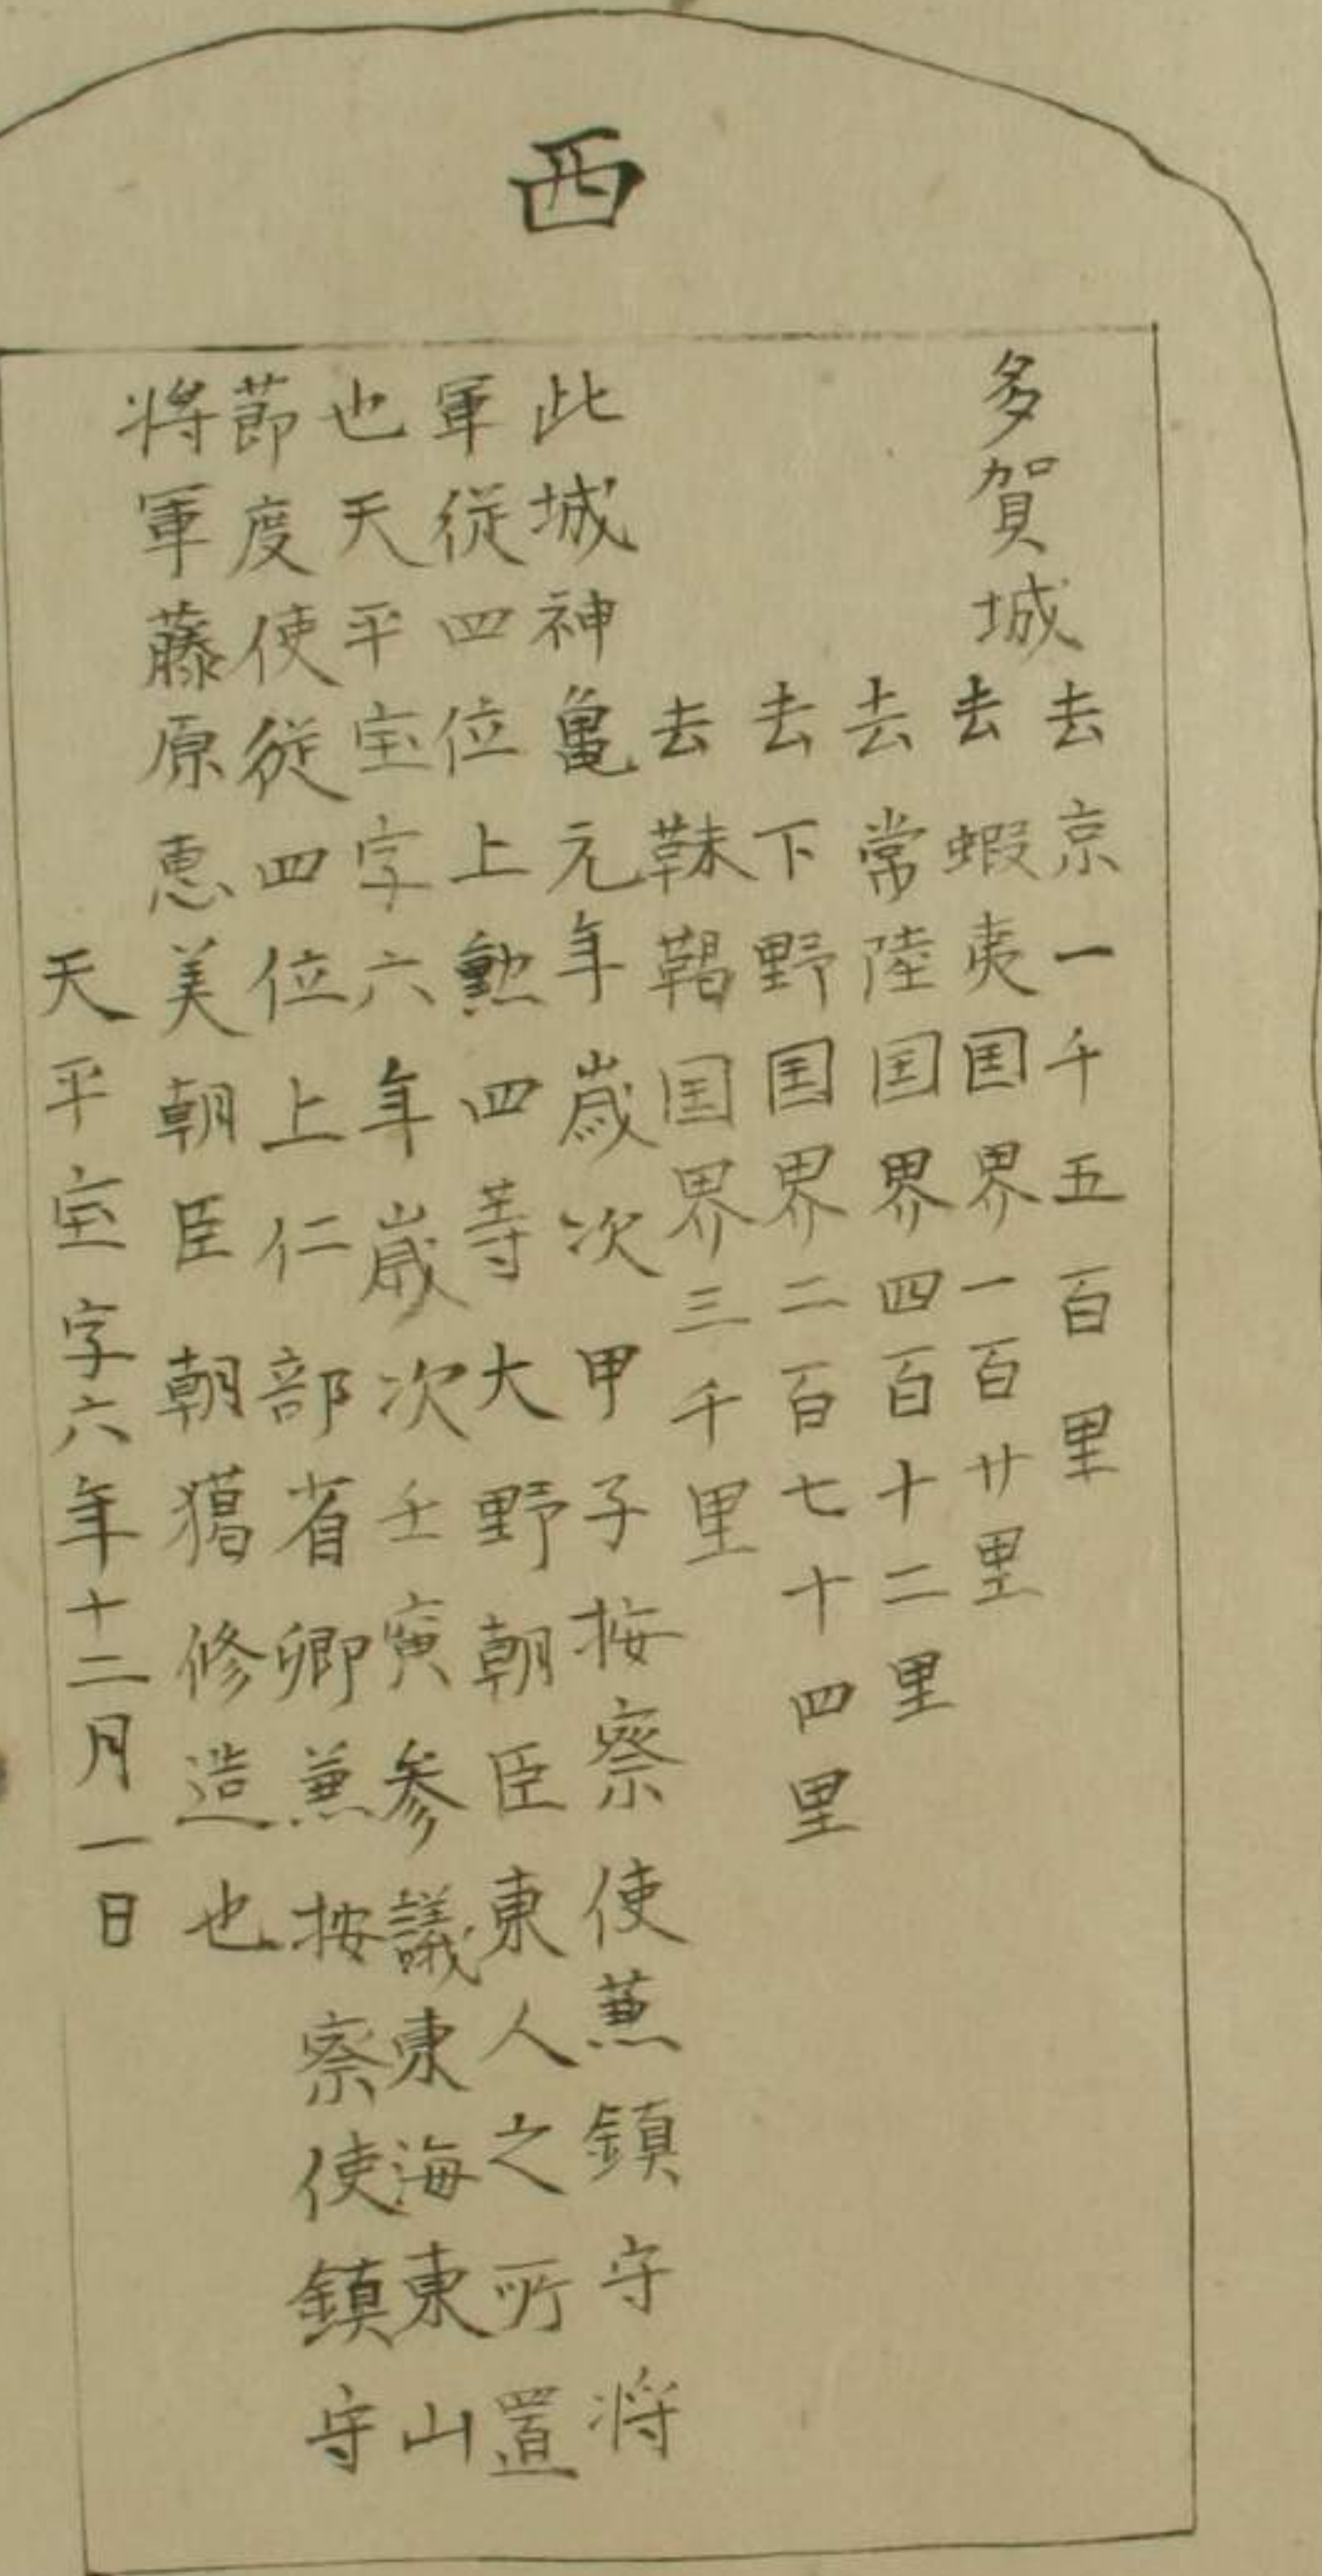 西
多賀城
去京一千五百里
去蝦夷国界一百廿里
去常陸国界四百十二里
去下野国界二百七十四里
去靺鞨国界三千里
此城神亀元年歳次甲子按察使兼鎮守将
軍従四位上勲四等大野朝臣東人之所置
也天平宝字六年歳次壬寅参議東海東山
節度使従四位上仁部省卿兼按察使鎮守
将軍藤原恵美朝臣朝獦修造也
天平宝字六年十二月一日